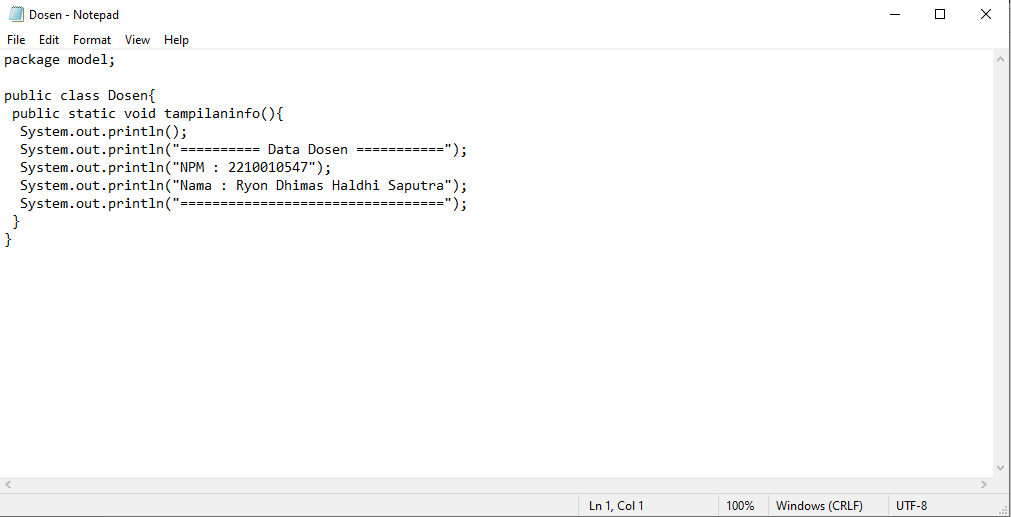 Dosen - Notepad
File Edit Format View Help
package model;

public class Dosen{
 public static void tampilaninfo(){
  System.out.println();
  System.out.println("========== Data Dosen ===========");
  System.out.println("NPM : 2210010547");
  System.out.println("Nama : Ryon Dhimas Haldhi Saputra");
  System.out.println("=================================");
 }
}
Ln 1, Col 1 100% Windows (CRLF) UTF-8